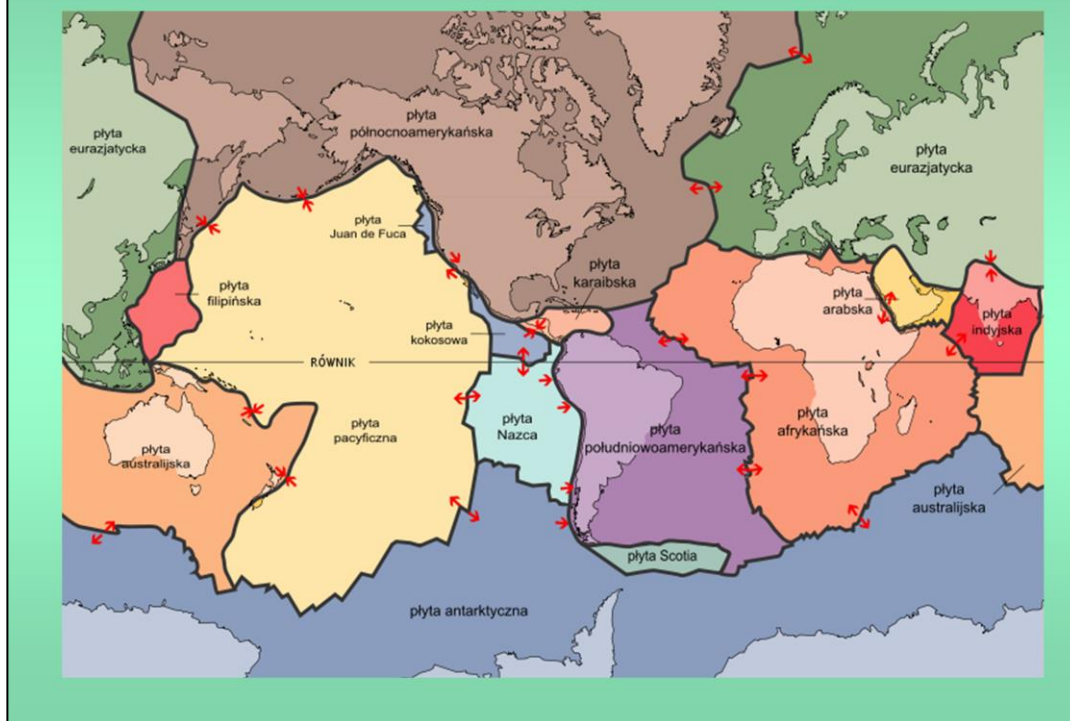 płyta
północnoamerykańska
płyta
eurazjatycka
płyta
eurazjatycka
płyta
Juan de Fuca
płyta
karaibska
płyta
filipińska
płyta
arabska
płyta
indyjska
płyta
kokosowa
RÓWNIK
płyta
australijska
płyta
pacyficzna
płyta
Nazca
płyta
południowoamerykańska
płyta
afrykańska
płyta
australijska
płyta Scotia
płyta antarktyczna